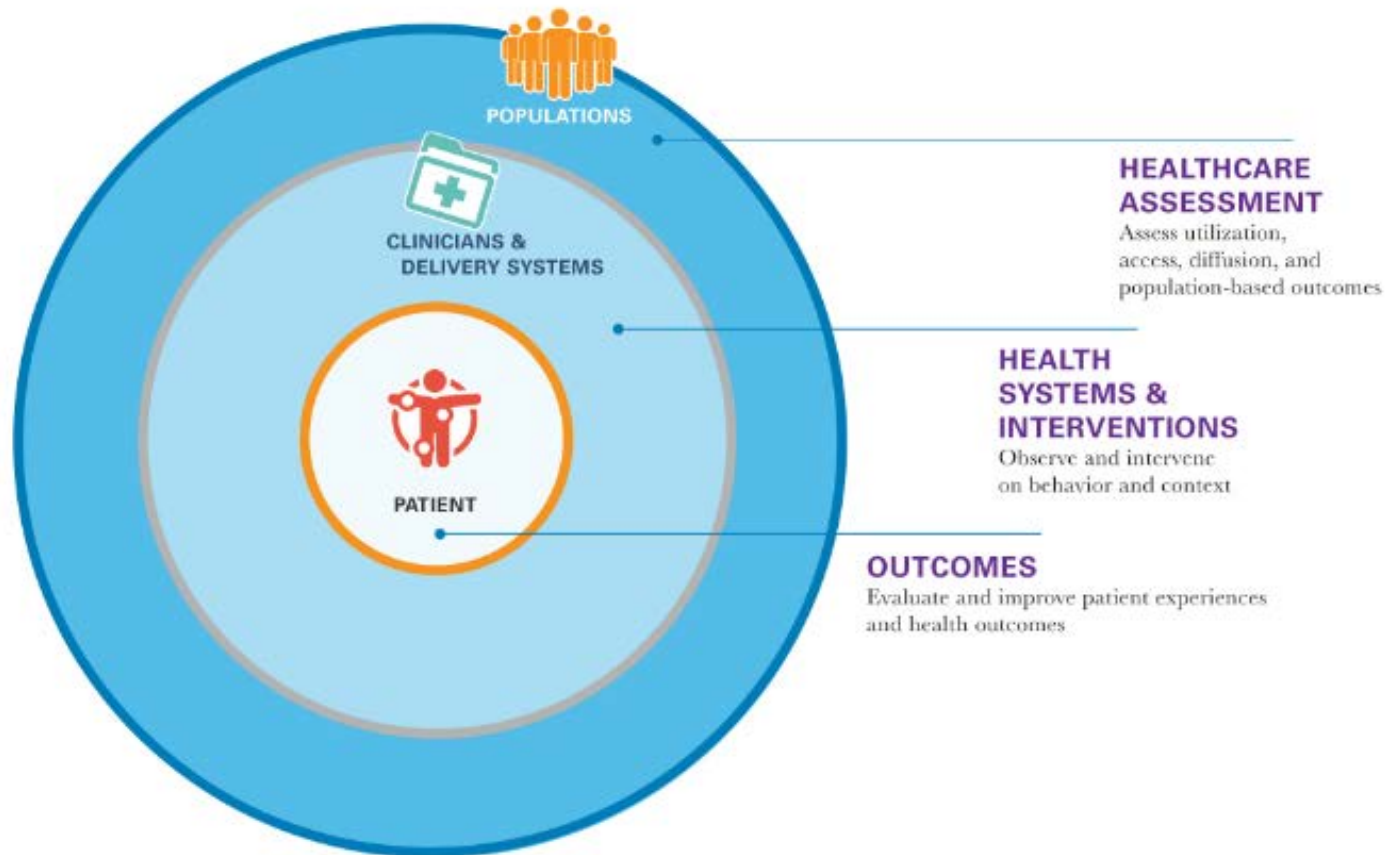 POPULATIONS
CLINICIANS &
DELIVERY SYSTEMS
PATIENT
HEALTHCARE
ASSESSMENT
Assess utilization,
access, diffusion, and
population-based outcomes
HEALTH
SYSTEMS &
INTERVENTIONS
Observe and intervene
on behavior and context
OUTCOMES
Evaluate and improve patient experiences
and health outcomes